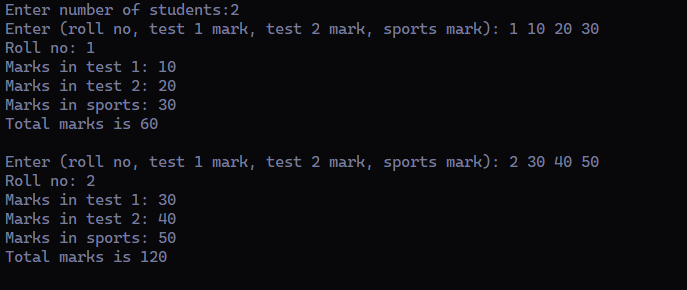 Enter number of students:2
Enter (roll no, test 1 mark, test 2 mark, sports mark): 1 10 20 30
Roll no: 1
Marks in test 1: 10
Marks in test 2: 20
Marks in sports: 30
Total marks is 60
Enter (roll no, test 1 mark, test 2 mark, sports mark): 2 30 40 50
Roll no: 2
Marks in test 1: 30
Marks in test 2: 40
Marks in sports: 50
Total marks is 120